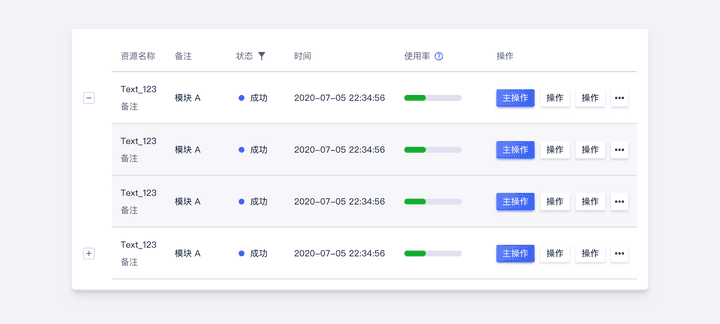 资源名称 备注 状态 时间 使用率 操作
Text_123
备注
模块 A 成功 2020-07-05 22:34:56 主操作 操作 操作
Text_123
备注
模块 A 成功 2020-07-05 22:34:56 主操作 操作 操作
Text_123
备注
模块 A 成功 2020-07-05 22:34:56 主操作 操作 操作
Text_123
备注
模块 A 成功 2020-07-05 22:34:56 主操作 操作 操作